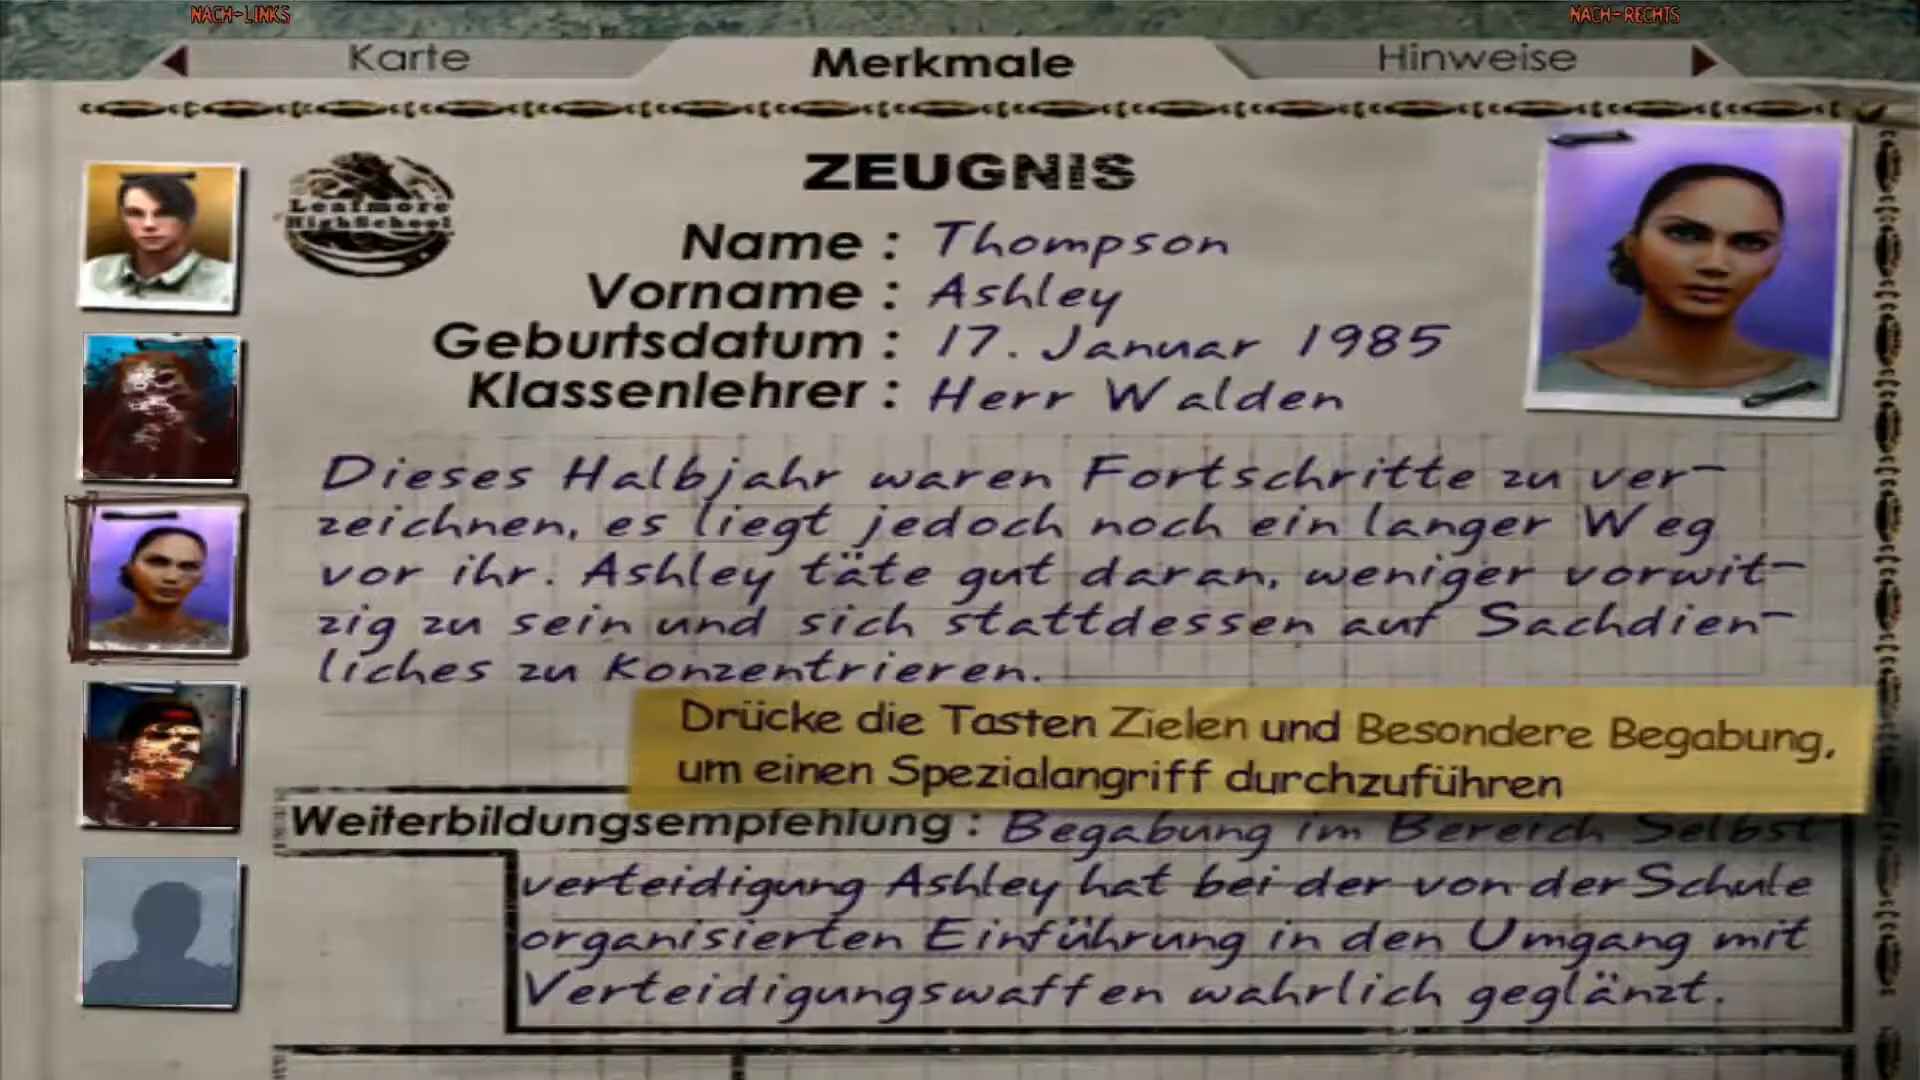 NACH-LINKS
NACH-RECHTS
Karte
Merkmale
Hinweise
Leafmore
HighSchool
ZEUGNIS
Name : Thompson
Vorname : Ashley
Geburtsdatum : 17. Januar 1985
Klassenlehrer : Herr Walden
Dieses Halbjahr waren Fortschritte zu ver-
zeichnen, es liegt jedoch noch ein langer Weg
vor ihr. Ashley täte gut daran, weniger vorwit-
zig zu sein und sich stattdessen auf Sachdien-
liches zu konzentrieren.
Drücke die Tasten Zielen und Besondere Begabung,
um einen Spezialangriff durchzuführen
Weiterbildungsempfehlung : Begabung im Bereich Selbst
verteidigung Ashley hat bei der von der Schule
organisierten Einführung in den Umgang mit
Verteidigungswaffen wahrlich geglänzt.